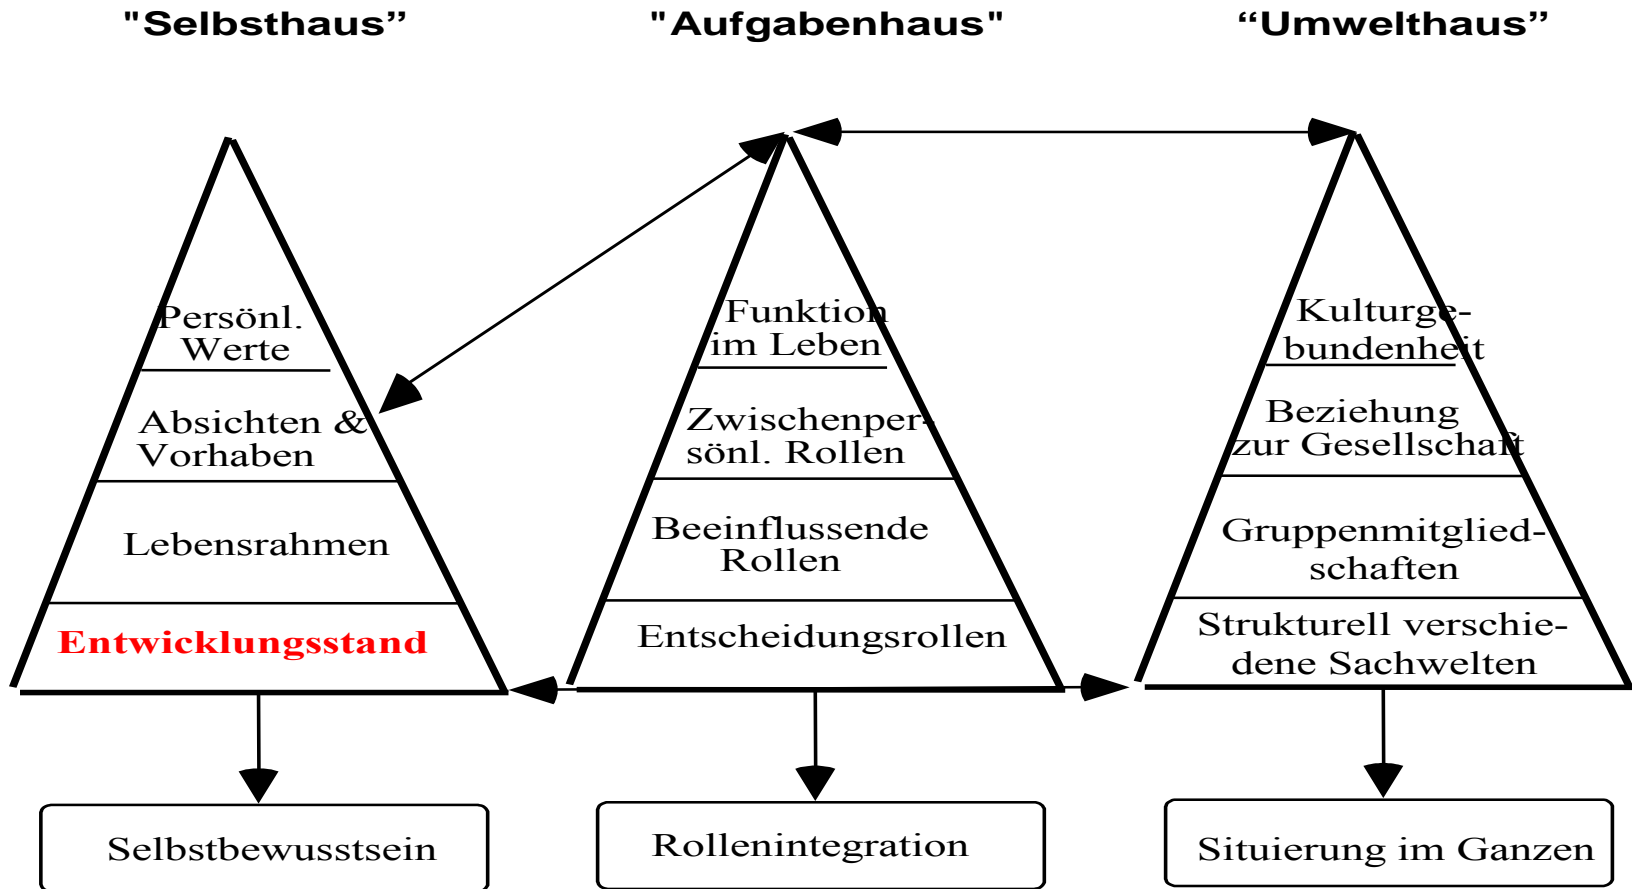 "Selbsthaus”
"Aufgabenhaus"
“Umwelthaus”
Persönl.
Werte
Absichten &
Vorhaben
Lebensrahmen
Entwicklungsstand
Selbstbewusstsein
Funktion
im Leben
Zwischenper-
sönl. Rollen
Beeinflussende
Rollen
Entscheidungsrollen
Rollenintegration
Kulturge-
bundenheit
Beziehung
zur Gesellschaft
Gruppenmitglied-
schaften
Strukturell verschie-
dene Sachwelten
Situierung im Ganzen